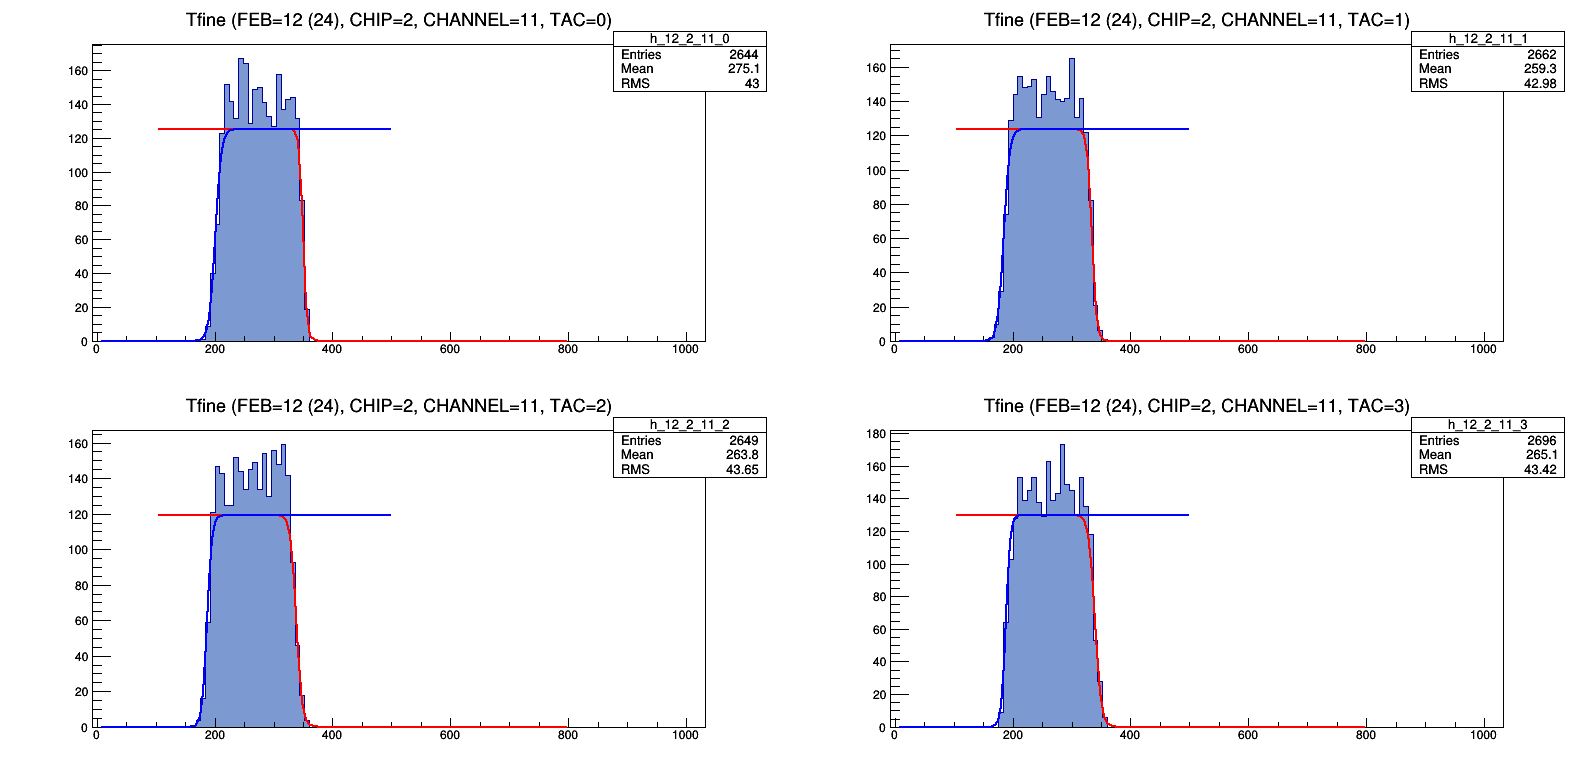 Tfine (FEB=12 (24), CHIP=2, CHANNEL=11, TAC=0)
h_12_2_11_0
Entries 2644
Mean 275.1
RMS 43
160
140
120
100
80
60
40
20
0
0 200 400 600 800 1000
Tfine (FEB=12 (24), CHIP=2, CHANNEL=11, TAC=1)
h_12_2_11_1
Entries 2662
Mean 259.3
RMS 42.98
160
140
120
100
80
60
40
20
0
0 200 400 600 800 1000
Tfine (FEB=12 (24), CHIP=2, CHANNEL=11, TAC=2)
h_12_2_11_2
Entries 2649
Mean 263.8
RMS 43.65
160
140
120
100
80
60
40
20
0
0 200 400 600 800 1000
Tfine (FEB=12 (24), CHIP=2, CHANNEL=11, TAC=3)
h_12_2_11_3
Entries 2696
Mean 265.1
RMS 43.42
180
160
140
120
100
80
60
40
20
0
0 200 400 600 800 1000